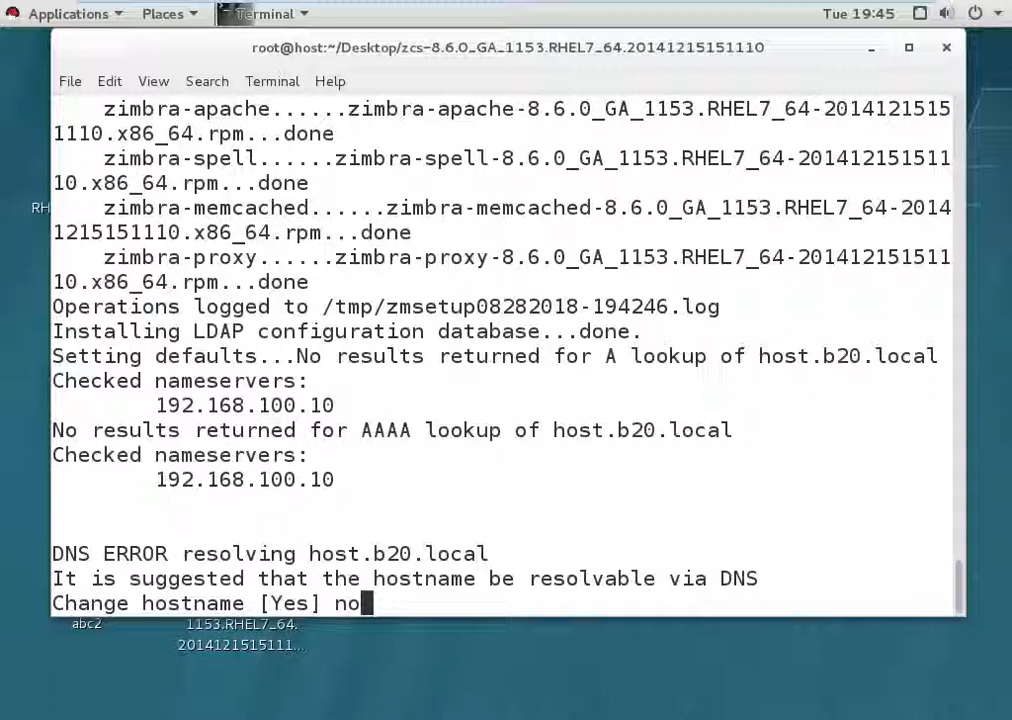 Applications Places Terminal Tue 19:45
root@host:~/Desktop/zcs-8.6.0_GA_1153.RHEL7_64.20141215151110
File Edit View Search Terminal Help
zimbra-apache......zimbra-apache-8.6.0_GA_1153.RHEL7_64-2014121515
1110.x86_64.rpm...done
zimbra-spell......zimbra-spell-8.6.0_GA_1153.RHEL7_64-201412151511
10.x86_64.rpm...done
zimbra-memcached......zimbra-memcached-8.6.0_GA_1153.RHEL7_64-2014
1215151110.x86_64.rpm...done
zimbra-proxy......zimbra-proxy-8.6.0_GA_1153.RHEL7_64-201412151511
10.x86_64.rpm...done
Operations logged to /tmp/zmsetup08282018-194246.log
Installing LDAP configuration database...done.
Setting defaults...No results returned for A lookup of host.b20.local
Checked nameservers:
192.168.100.10
No results returned for AAAA lookup of host.b20.local
Checked nameservers:
192.168.100.10
DNS ERROR resolving host.b20.local
It is suggested that the hostname be resolvable via DNS
Change hostname [Yes] no
RH
abc2
1153.RHEL7_64.
2014121515111...